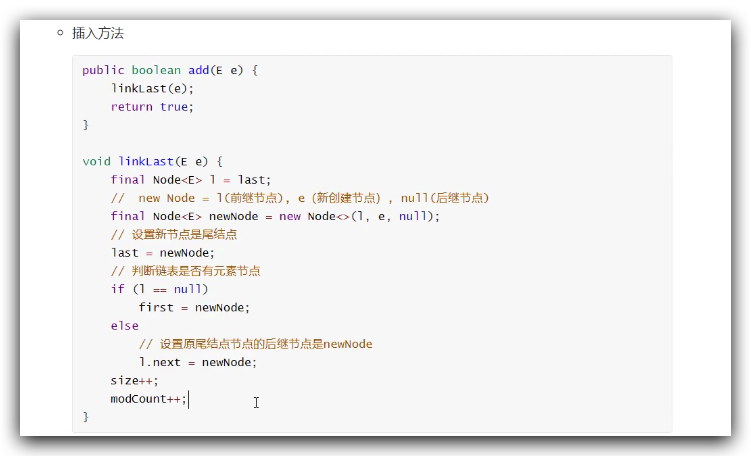 插入方法
public boolean add(E e) {
    linkLast(e);
    return true;
}
void linkLast(E e) {
    final Node<E> l = last;
    //  new Node = l(前继节点), e (新创建节点) , null(后继节点)
    final Node<E> newNode = new Node<>(l, e, null);
    // 设置新节点是尾结点
    last = newNode;
    // 判断链表是否有元素节点
    if (l == null)
        first = newNode;
    else
        // 设置原尾结点节点的后继节点是newNode
        l.next = newNode;
    size++;
    modCount++;
}